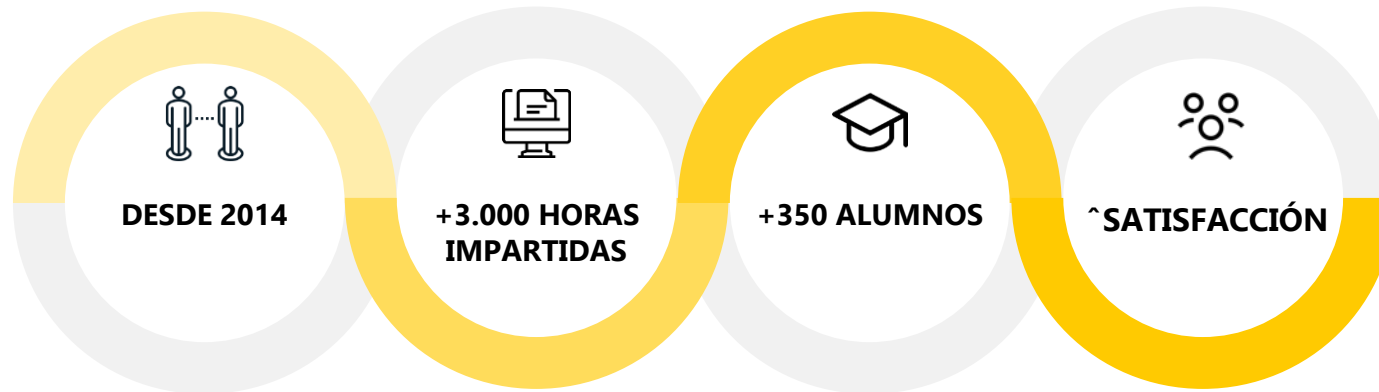 DESDE 2014
+3.000 HORAS
IMPARTIDAS
+350 ALUMNOS
ˆSATISFACCIÓN